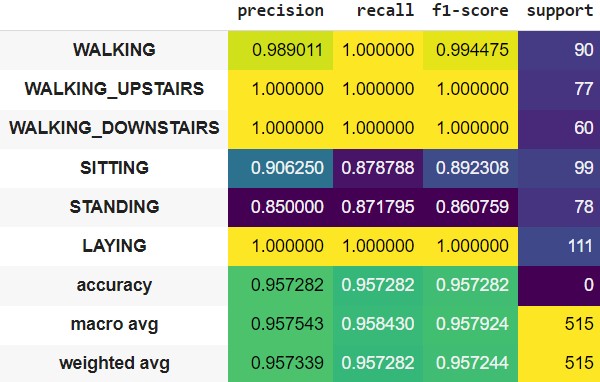 precision recall f1-score support
WALKING 0.989011 1.000000 0.994475 90
WALKING_UPSTAIRS 1.000000 1.000000 1.000000 77
WALKING_DOWNSTAIRS 1.000000 1.000000 1.000000 60
SITTING 0.906250 0.878788 0.892308 99
STANDING 0.850000 0.871795 0.860759 78
LAYING 1.000000 1.000000 1.000000 111
accuracy 0.957282 0.957282 0.957282 0
macro avg 0.957543 0.958430 0.957924 515
weighted avg 0.957339 0.957282 0.957244 515